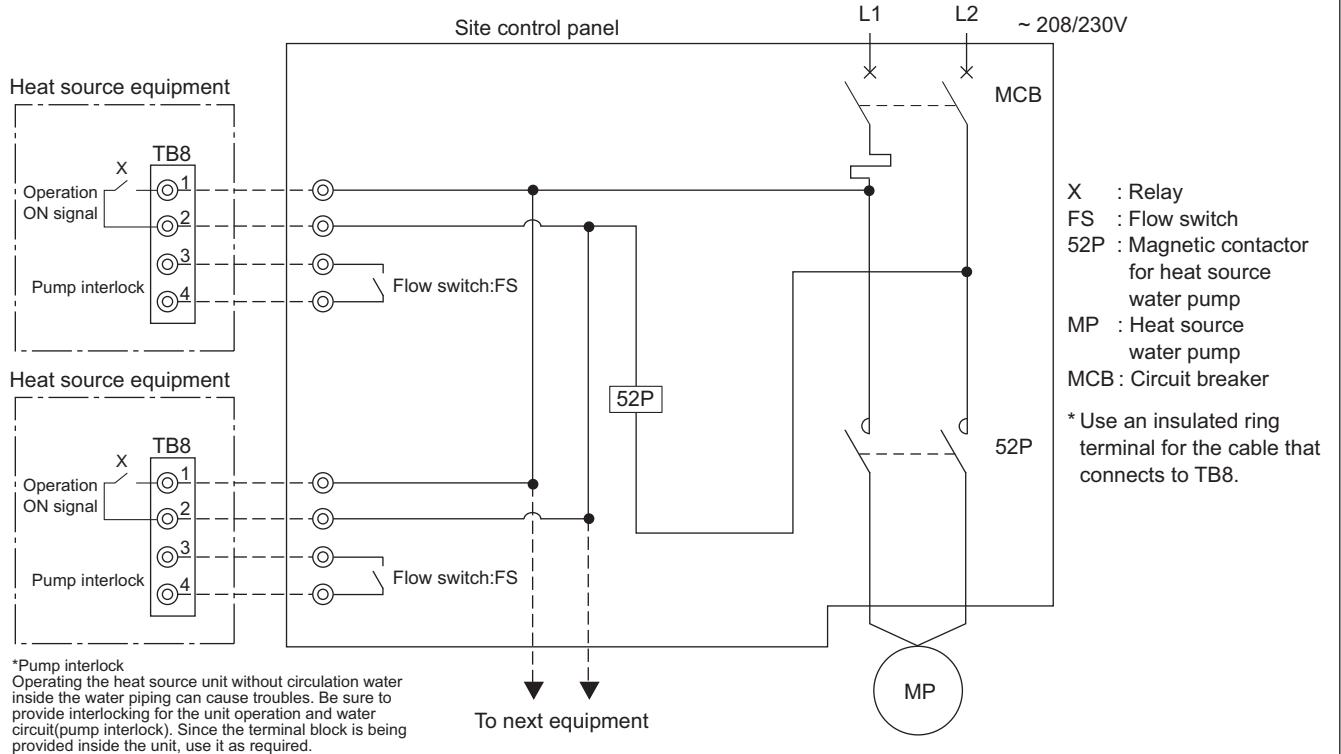 Site control panel
L1
L2
~ 208/230V
MCB
Heat source equipment
TB8
X
Operation
ON signal
1
2
3
4
Pump interlock
Flow switch:FS
52P
52P
Heat source equipment
TB8
X
Operation
ON signal
1
2
3
4
Pump interlock
Flow switch:FS
To next equipment
MP
X : Relay
FS : Flow switch
52P : Magnetic contactor
for heat source
water pump
MP : Heat source
water pump
MCB : Circuit breaker
* Use an insulated ring
terminal for the cable that
connects to TB8.
*Pump interlock
Operating the heat source unit without circulation water
inside the water piping can cause troubles. Be sure to
provide interlocking for the unit operation and water
circuit(pump interlock). Since the terminal block is being
provided inside the unit, use it as required.